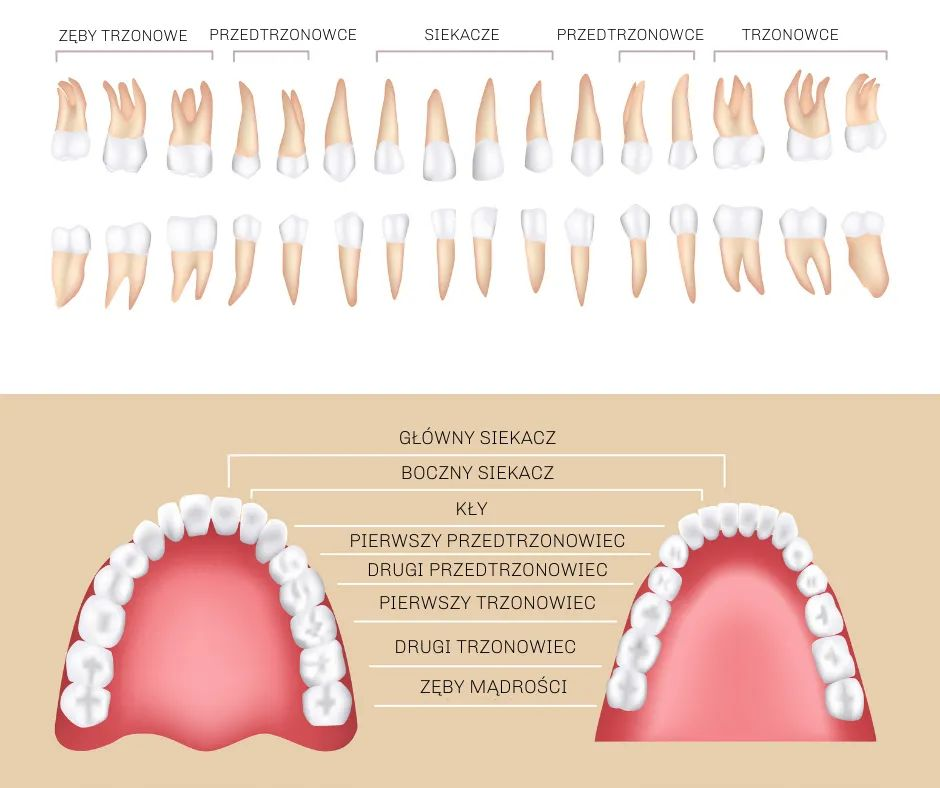 ZĘBY TRZONOWE
PRZEDTRZONOWCE
SIEKACZE
PRZEDTRZONOWCE
TRZONOWCE
GŁÓWNY SIEKACZ
BOCZNY SIEKACZ
KŁY
PIERWSZY PRZEDTRZONOWIEC
DRUGI PRZEDTRZONOWIEC
PIERWSZY TRZONOWIEC
DRUGI TRZONOWIEC
ZĘBY MĄDROŚCI